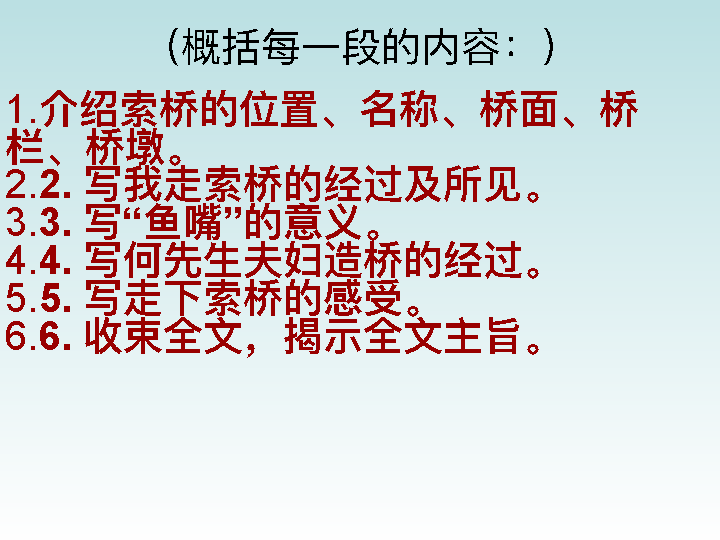 （概括每一段的内容：）
1.介绍索桥的位置、名称、桥面、桥
栏、桥墩。
2.2. 写我走索桥的经过及所见。
3.3. 写“鱼嘴”的意义。
4.4. 写何先生夫妇造桥的经过。
5.5. 写走下索桥的感受。
6.6. 收束全文，揭示全文主旨。